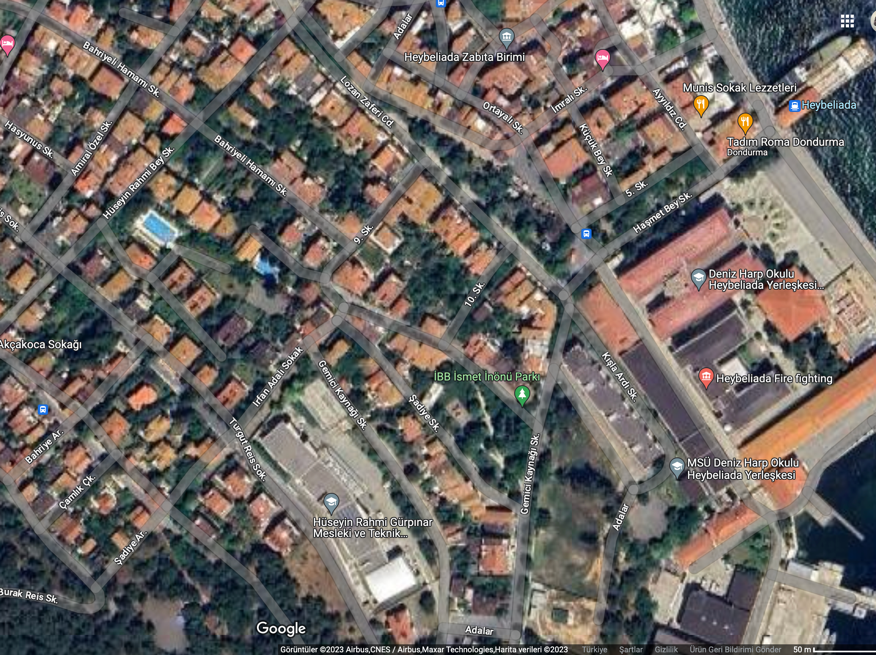 Adalar
Heybeliada Zabıta Birimi
Bahriyeli Hamamı Sk.
Lozan Zaferi Cd
Ortayalı Sk.
İmralı Sk.
Ayyıldız Cd
Munis Sokak Lezzetleri
Heybeliada
Tadım Roma Dondurma
Dondurma
Hasyunus Sk.
Amiral Özel Sk.
Hüseyin Rahmi Bey Sk.
Bahriyeli Hamamı Sk.
Küçük Bey Sk
5. Sk.
Haşmet Bey Sk.
9. Sk.
10. Sk
Deniz Harp Okulu
Heybeliada Yerleşkesi...
Akçakoca Sokağı
İrfan Adalı Sokak
Gemici Kaynağı Sk
Şadiye Sk.
İBB İsmet İnönü Parkı
Kışla Ardı Sk.
Heybeliada Fire fighting
Bahriye Ar.
Çamlık Çk.
Turgut Reis Sok.
Gemici Kaynağı Sk.
MSÜ Deniz Harp Okulu
Heybeliada Yerleşkesi
Hüseyin Rahmi Gürpınar
Mesleki ve Teknik...
Şadiye Ar.
Adalar
Burak Reis Sk.
Google
Adalar
Görüntüler ©2023 Airbus,CNES / Airbus,Maxar Technologies,Harita verileri ©2023 Türkiye Şartlar Gizlilik Ürün Geri Bildirimi Gönder 50 m